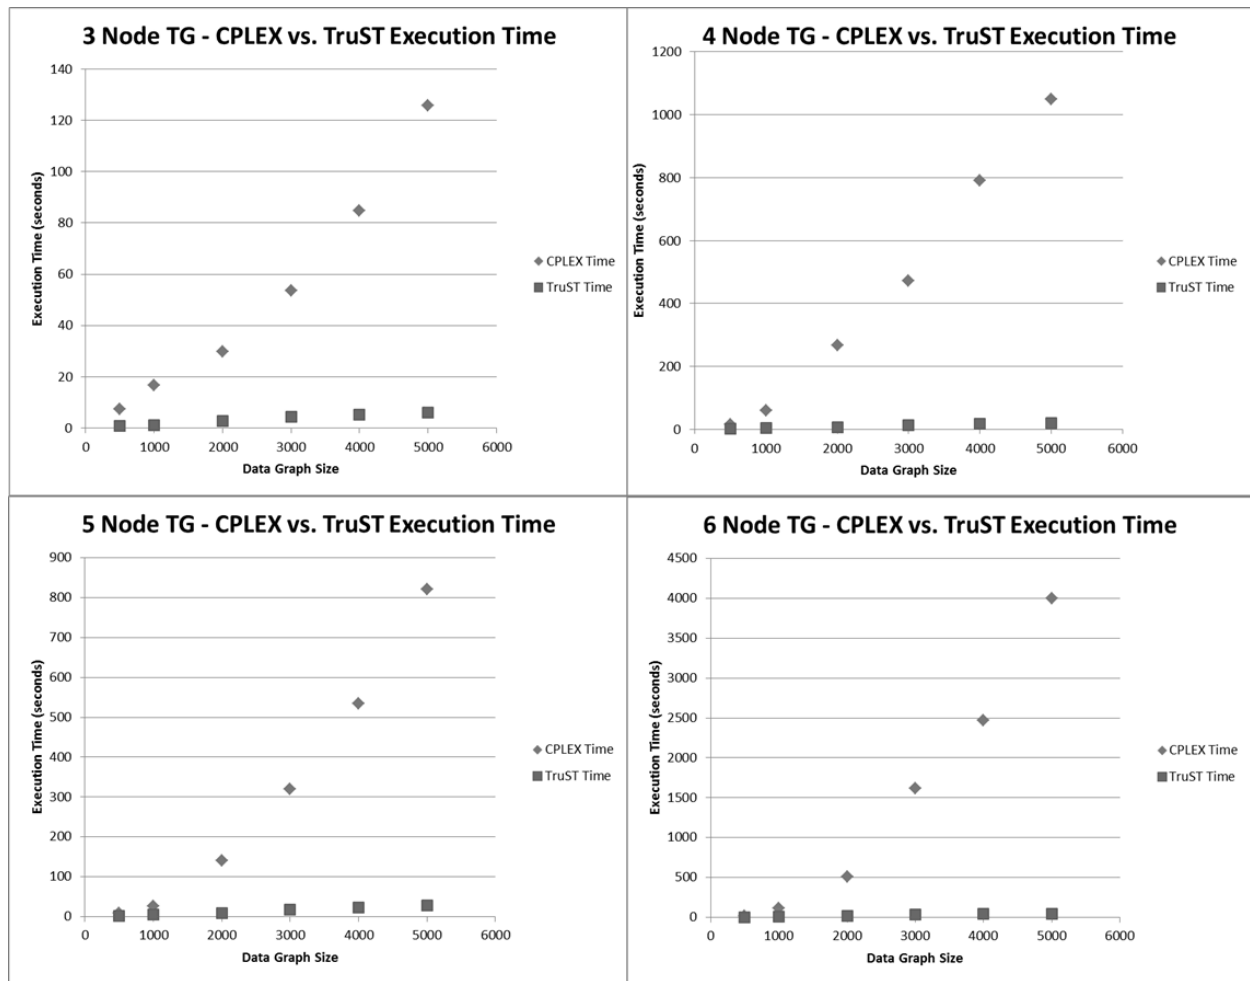 3 Node TG - CPLEX vs. TruST Execution Time
140
120
100
80
60
40
20
0
0 1000 2000 3000 4000 5000 6000
Execution Time (seconds)
Data Graph Size
CPLEX Time
TruST Time
4 Node TG - CPLEX vs. TruST Execution Time
1200
1000
800
600
400
200
0
0 1000 2000 3000 4000 5000 6000
Execution Time (seconds)
Data Graph Size
CPLEX Time
TruST Time
5 Node TG - CPLEX vs. TruST Execution Time
900
800
700
600
500
400
300
200
100
0
0 1000 2000 3000 4000 5000 6000
Execution Time (seconds)
Data Graph Size
CPLEX Time
TruST Time
6 Node TG - CPLEX vs. TruST Execution Time
4500
4000
3500
3000
2500
2000
1500
1000
500
0
0 1000 2000 3000 4000 5000 6000
Execution Time (seconds)
Data Graph Size
CPLEX Time
TruST Time